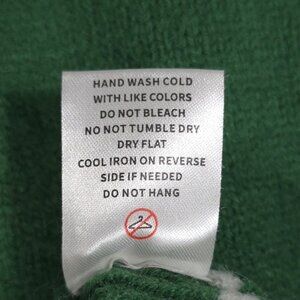 HAND WASH COLD
WITH LIKE COLORS
DO NOT BLEACH
NO NOT TUMBLE DRY
DRY FLAT
COOL IRON ON REVERSE
SIDE IF NEEDED
DO NOT HANG